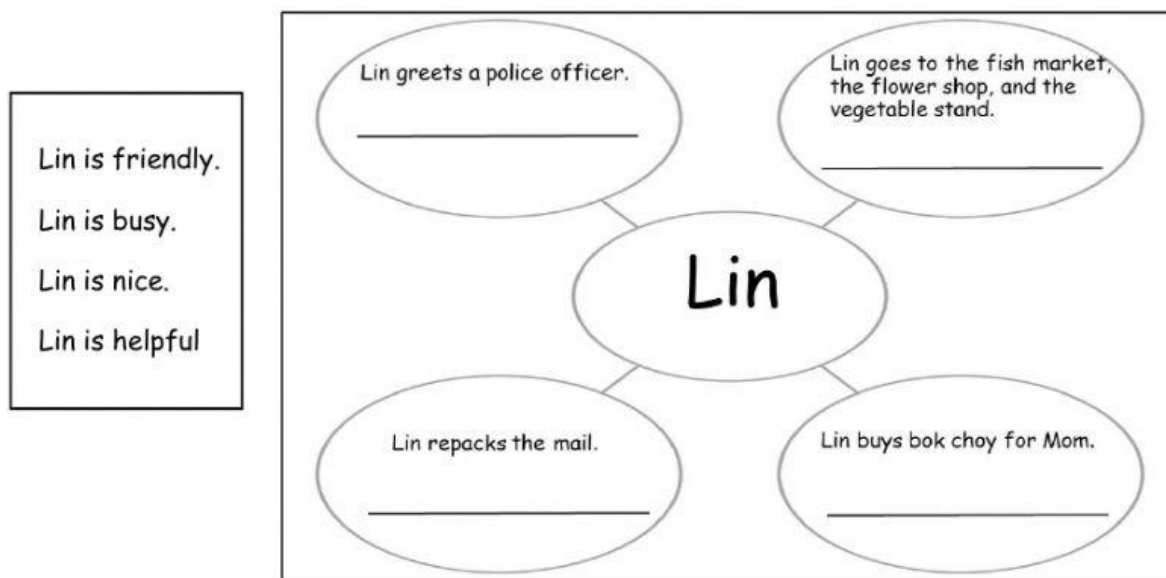 Lin is friendly.
Lin is busy.
Lin is nice.
Lin is helpful
Lin greets a police officer.
Lin goes to the fish market,
the flower shop, and the
vegetable stand.
Lin
Lin repacks the mail.
Lin buys bok choy for Mom.